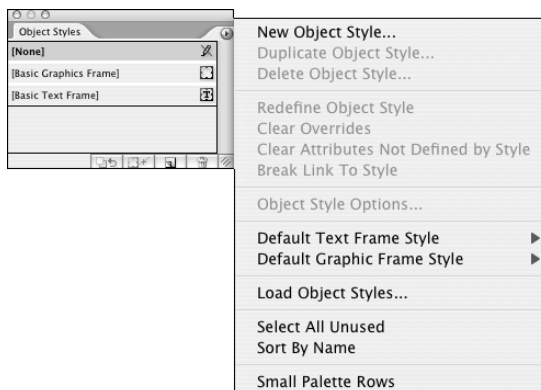 Object Styles
[None]
[Basic Graphics Frame]
[Basic Text Frame]
T
New Object Style...
Duplicate Object Style...
Delete Object Style...
Redefine Object Style
Clear Overrides
Clear Attributes Not Defined by Style
Break Link To Style
Object Style Options...
Default Text Frame Style
Default Graphic Frame Style
Load Object Styles...
Select All Unused
Sort By Name
Small Palette Rows